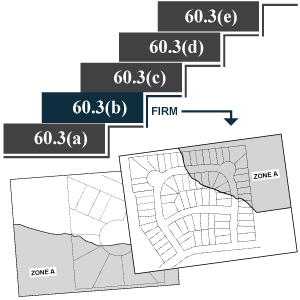 60.3(e)
60.3(d)
60.3(c)
60.3(b)
FIRM
60.3(a)
ZONE A
ZONE A